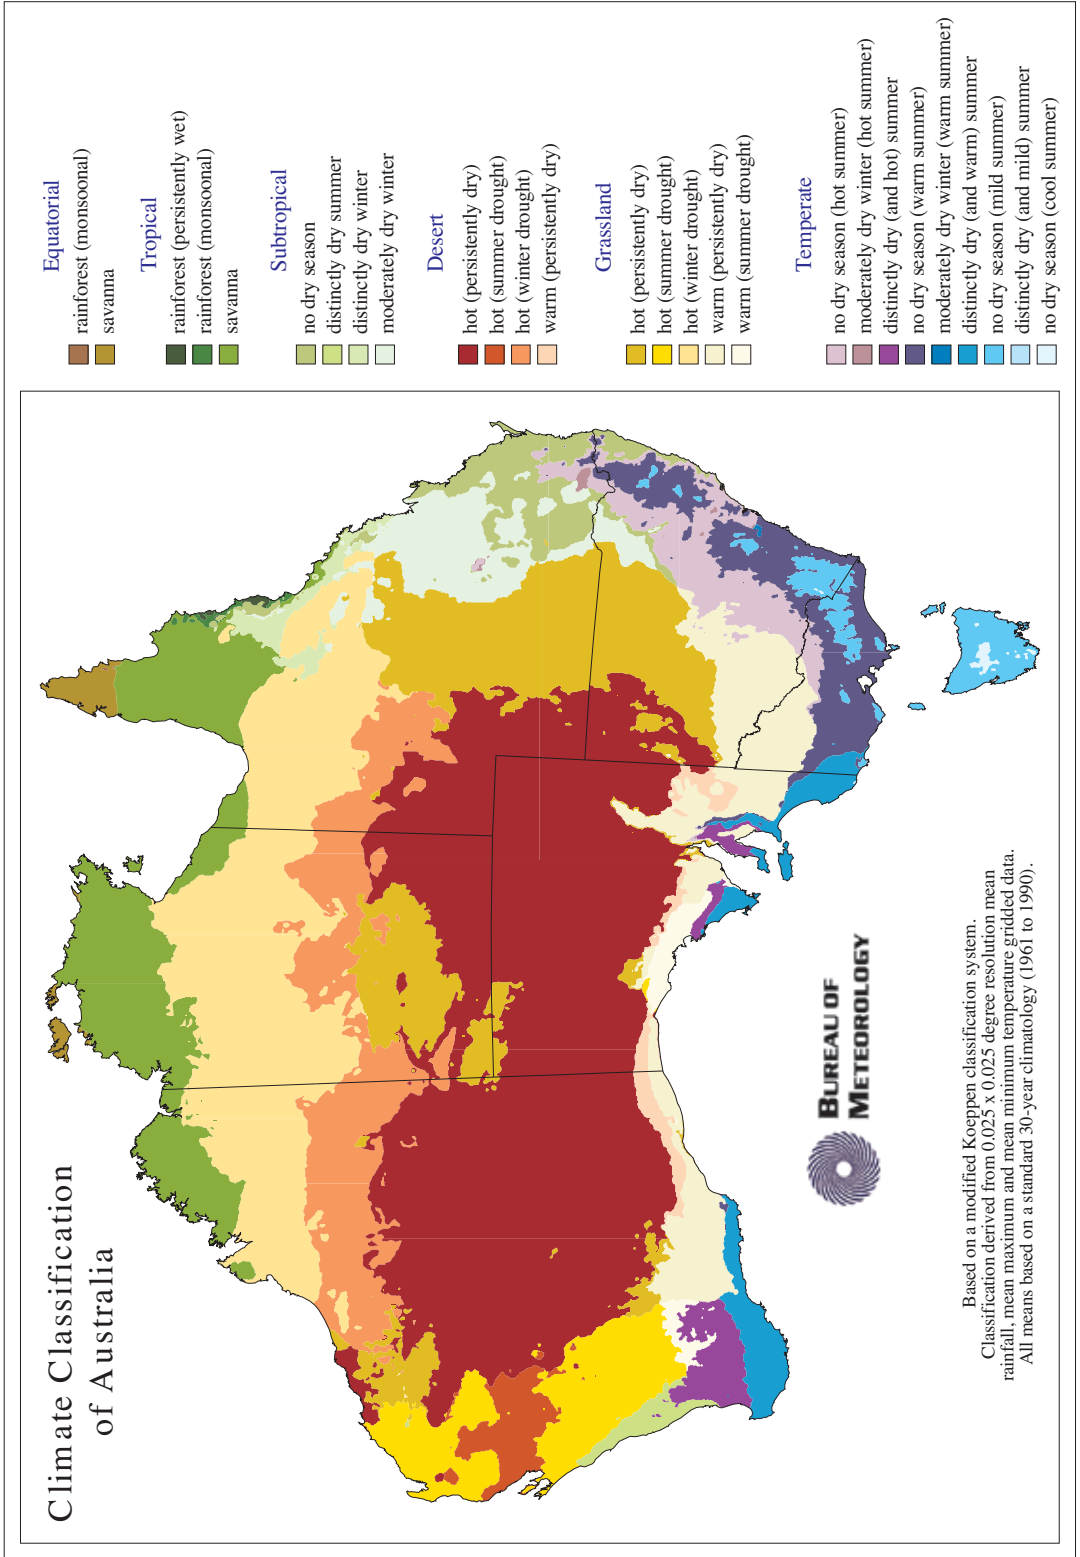 Climate Classification
of Australia
Equatorial
rainforest (monsoonal)
savanna
Tropical
rainforest (persistently wet)
rainforest (monsoonal)
savanna
Subtropical
no dry season
distinctly dry summer
distinctly dry winter
moderately dry winter
Desert
hot (persistently dry)
hot (summer drought)
hot (winter drought)
warm (persistently dry)
Grassland
hot (persistently dry)
hot (summer drought)
hot (winter drought)
warm (persistently dry)
warm (summer drought)
Temperate
no dry season (hot summer)
moderately dry winter (hot summer)
distinctly dry (and hot) summer
no dry season (warm summer)
moderately dry winter (warm summer)
distinctly dry (and warm) summer
no dry season (mild summer)
distinctly dry (and mild) summer
no dry season (cool summer)
BUREAU OF
METEOROLOGY
Based on a modified Koeppen classification system.
Classification derived from 0.025 x 0.025 degree resolution mean
rainfall, mean maximum and mean minimum temperature gridded data.
All means based on a standard 30-year climatology (1961 to 1990).